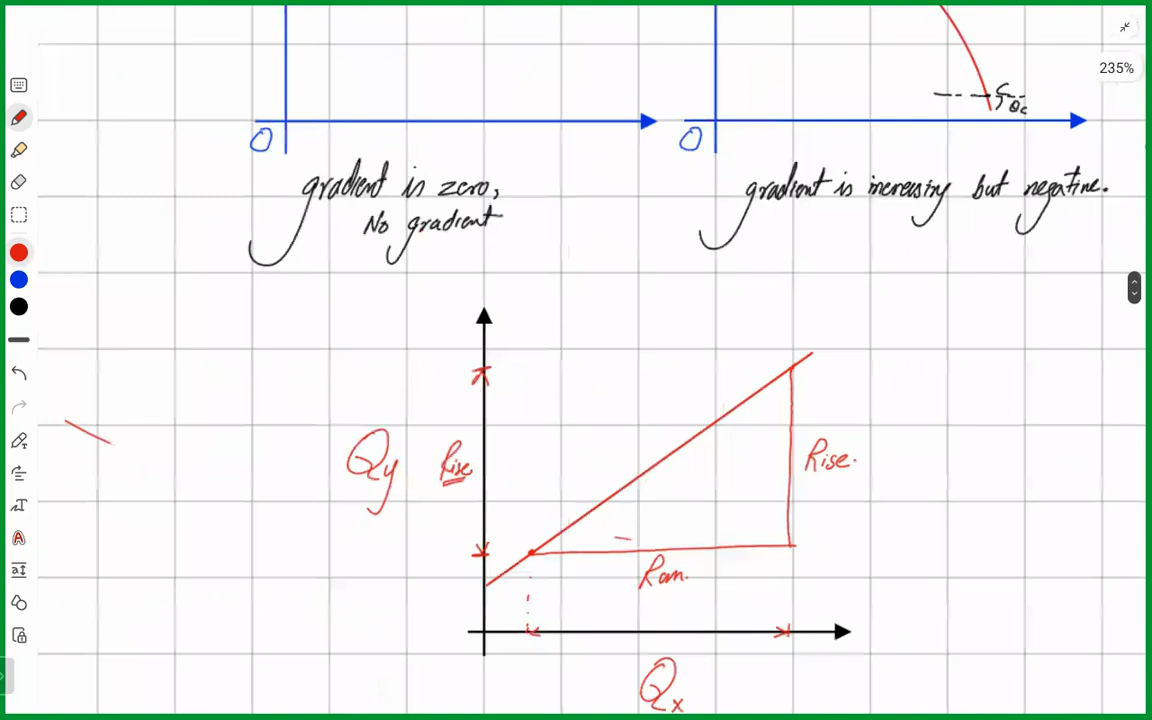 235%
θc
O
O
gradient is zero,
No gradient
gradient is increasing but negative.
Qy
Rise
Rise.
Run.
Qx